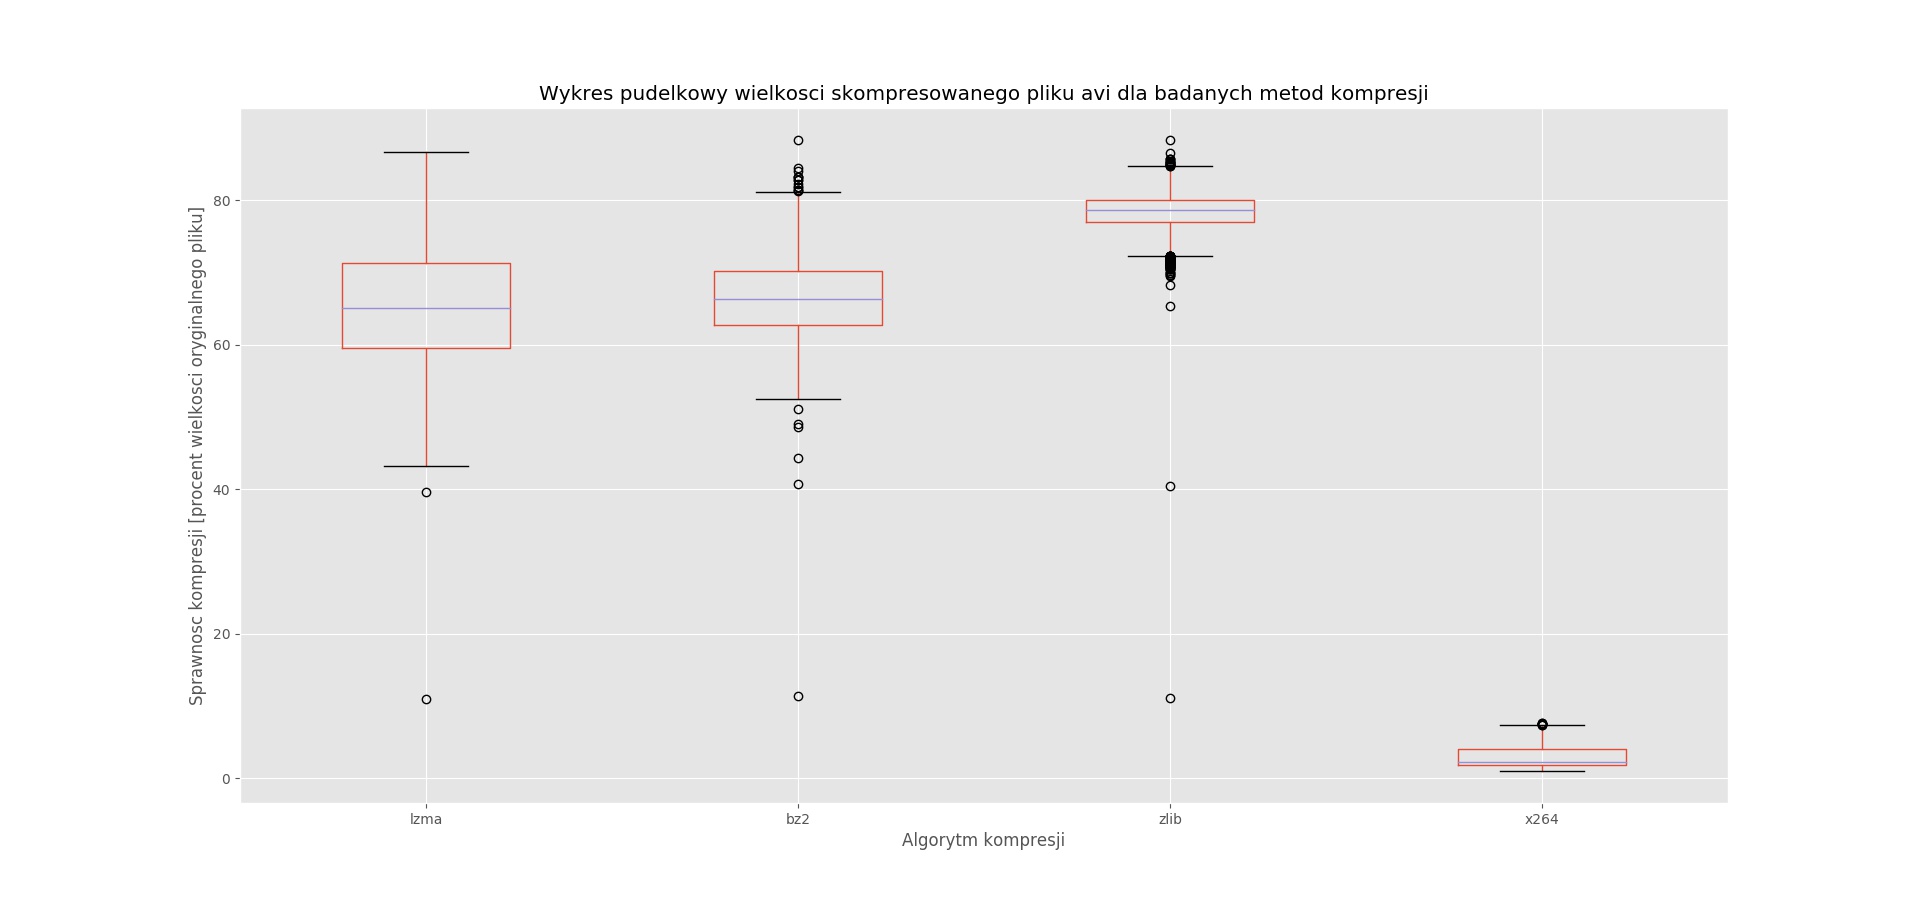 Wykres pudelkowy wielkosci skompresowanego pliku avi dla badanych metod kompresji
Sprawnosc kompresji [procent wielkosci oryginalnego pliku]
80
60
40
20
0
lzma bz2 zlib x264
Algorytm kompresji